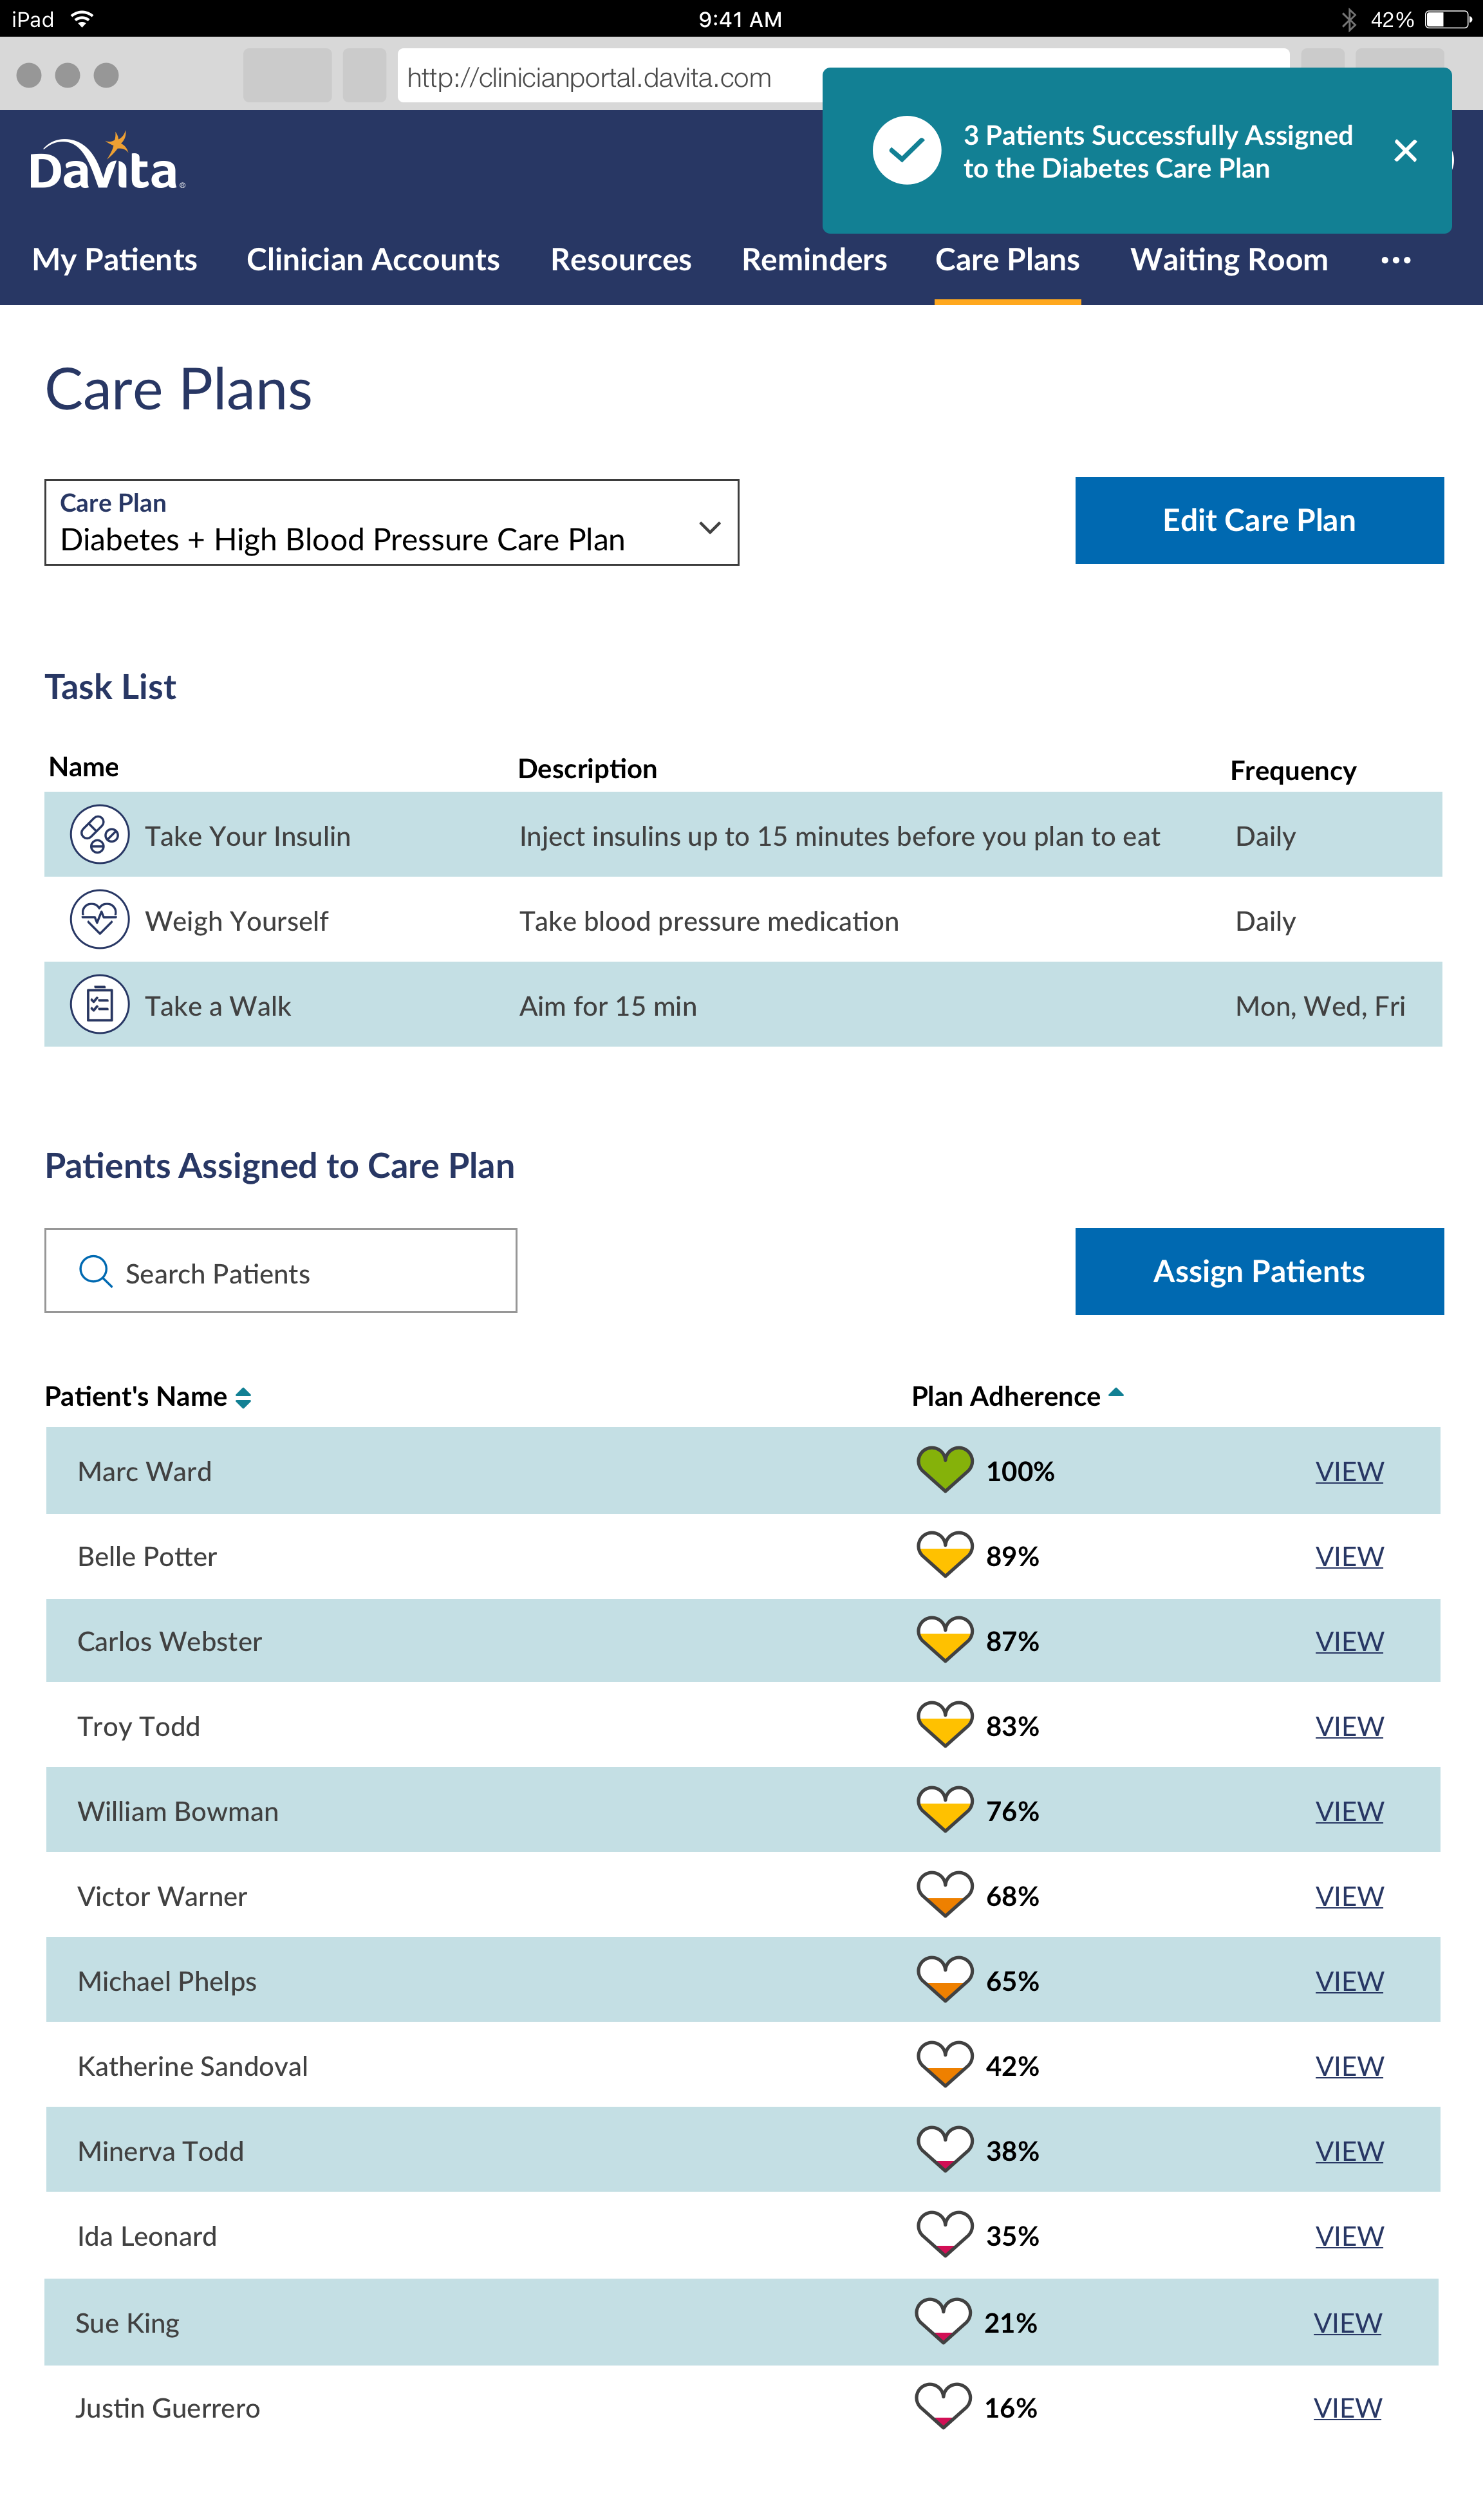 iPad 9:41 AM 42%
http://clinicianportal.davita.com
3 Patients Successfully Assigned
to the Diabetes Care Plan
DaVita®
My Patients Clinician Accounts Resources Reminders Care Plans Waiting Room ...
Care Plans
Care Plan
Diabetes + High Blood Pressure Care Plan
Edit Care Plan
Task List
Name Description Frequency
Take Your Insulin Inject insulins up to 15 minutes before you plan to eat Daily
Weigh Yourself Take blood pressure medication Daily
Take a Walk Aim for 15 min Mon, Wed, Fri
Patients Assigned to Care Plan
Search Patients
Assign Patients
Patient's Name Plan Adherence
Marc Ward 100% VIEW
Belle Potter 89% VIEW
Carlos Webster 87% VIEW
Troy Todd 83% VIEW
William Bowman 76% VIEW
Victor Warner 68% VIEW
Michael Phelps 65% VIEW
Katherine Sandoval 42% VIEW
Minerva Todd 38% VIEW
Ida Leonard 35% VIEW
Sue King 21% VIEW
Justin Guerrero 16% VIEW